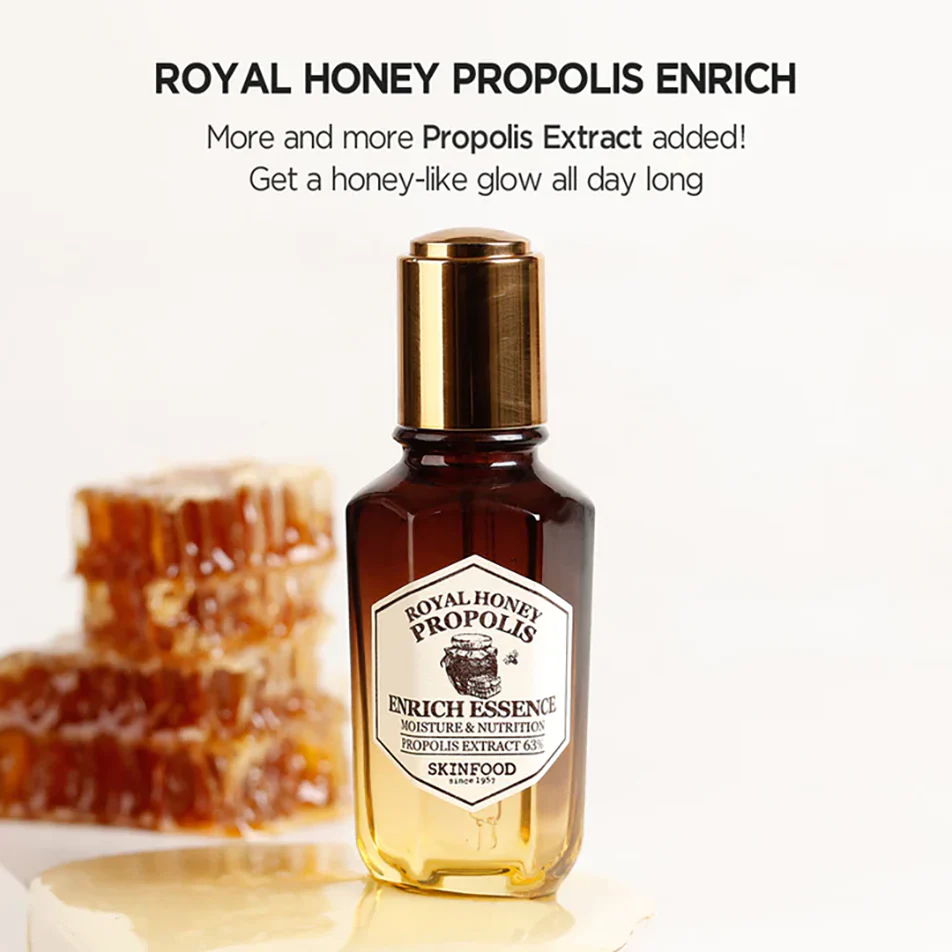 ROYAL HONEY PROPOLIS ENRICH
More and more Propolis Extract added!
Get a honey-like glow all day long
ROYAL HONEY
PROPOLIS
ENRICH ESSENCE
MOISTURE & NUTRITION
PROPOLIS EXTRACT 63%
SKINFOOD
since 1957